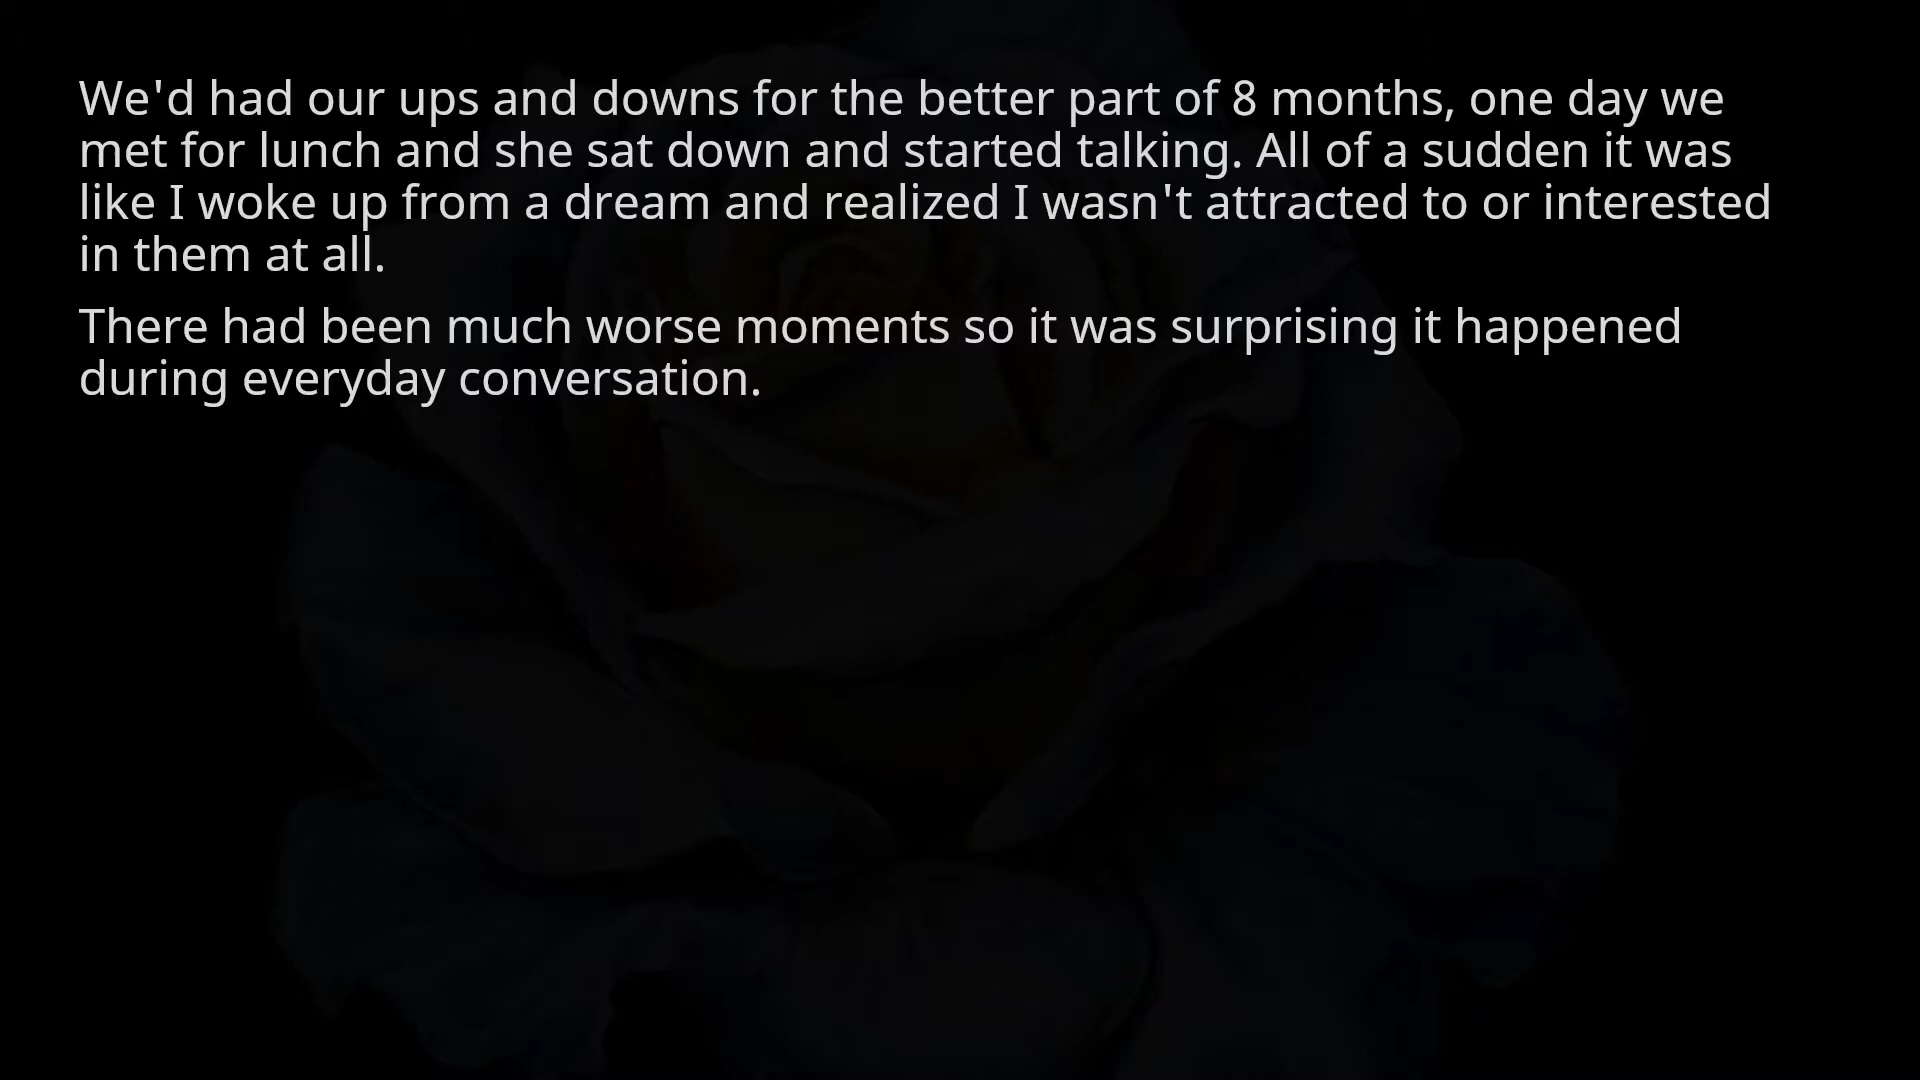 We'd had our ups and downs for the better part of 8 months, one day we
met for lunch and she sat down and started talking. All of a sudden it was
like I woke up from a dream and realized I wasn't attracted to or interested
in them at all.
There had been much worse moments so it was surprising it happened
during everyday conversation.